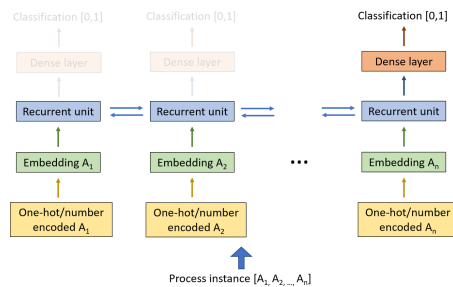 Classification [0,1]
Classification [0,1]
Classification [0,1]
Dense layer
Dense layer
Dense layer
Recurrent unit
Recurrent unit
Recurrent unit
Embedding A1
Embedding A2
...
Embedding An
One-hot/number
encoded A1
One-hot/number
encoded A2
One-hot/number
encoded An
Process instance [A1, A2, ..., An]